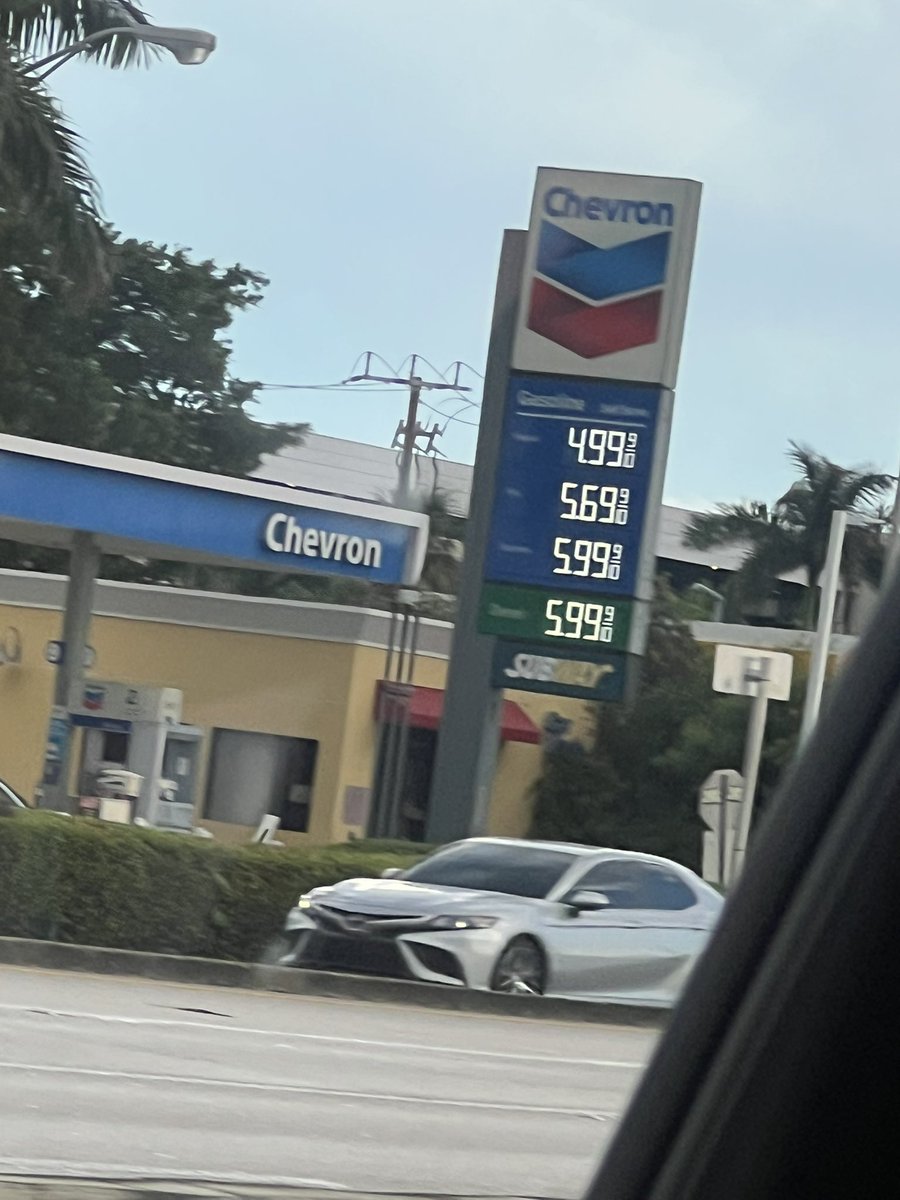 Chevron
Gasoline
4.99 9/10
5.69 9/10
5.99 9/10
Diesel 5.99 9/10
SUBWAY
Chevron